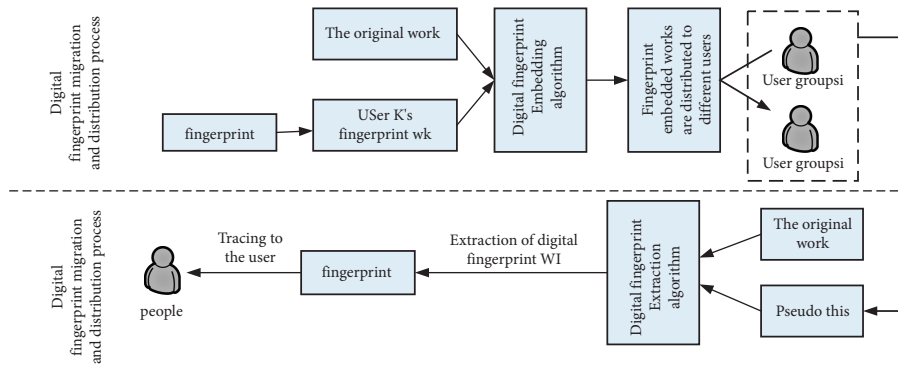 Digital
fingerprint migration
and distribution process
The original work
fingerprint
USer K's
fingerprint wk
Digital fingerprint
Embedding
algorithm
Fingerprint
embedded works
are distributed to
different users
User groupsi
User groupsi
Digital
fingerprint migration
and distribution process
people
Tracing to
the user
fingerprint
Extraction of digital
fingerprint WI
Digital fingerprint
Extraction
algorithm
The original
work
Pseudo this